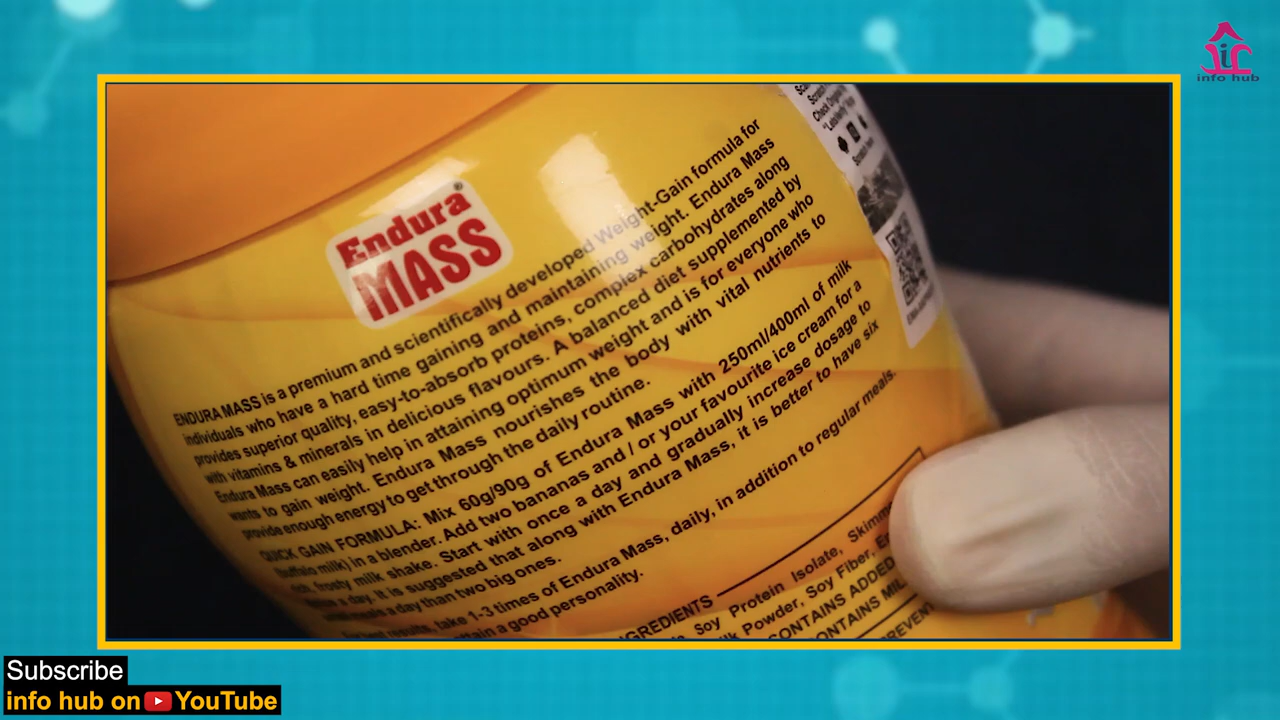 info hub
Endura®
MASS
ENDURA MASS is a premium and scientifically developed Weight-Gain formula for
individuals who have a hard time gaining and maintaining weight. Endura Mass
provides superior quality, easy-to-absorb proteins, complex carbohydrates along
with vitamins & minerals in delicious flavours. A balanced diet supplemented by
Endura Mass can easily help in attaining optimum weight and is for everyone who
wants to gain weight. Endura Mass nourishes the body with vital nutrients to
provide enough energy to get through the daily routine.
QUICK GAIN FORMULA: Mix 60g/90g of Endura Mass with 250ml/400ml of milk
(buffalo milk) in a blender. Add two bananas and / or your favourite ice cream for a
rich, frosty milk shake. Start with once a day and gradually increase dosage to
a day. It is suggested that along with Endura Mass, it is better to have six
meals a day than two big ones.
best results, take 1-3 times of Endura Mass, daily, in addition to regular meals.
a good personality.
Scratch
Check
Scratch here
INGREDIENTS
Soy Protein Isolate,
Powder, Soy Fiber,
CONTAINS ADDED
CONTAINS
Subscribe
info hub on YouTube